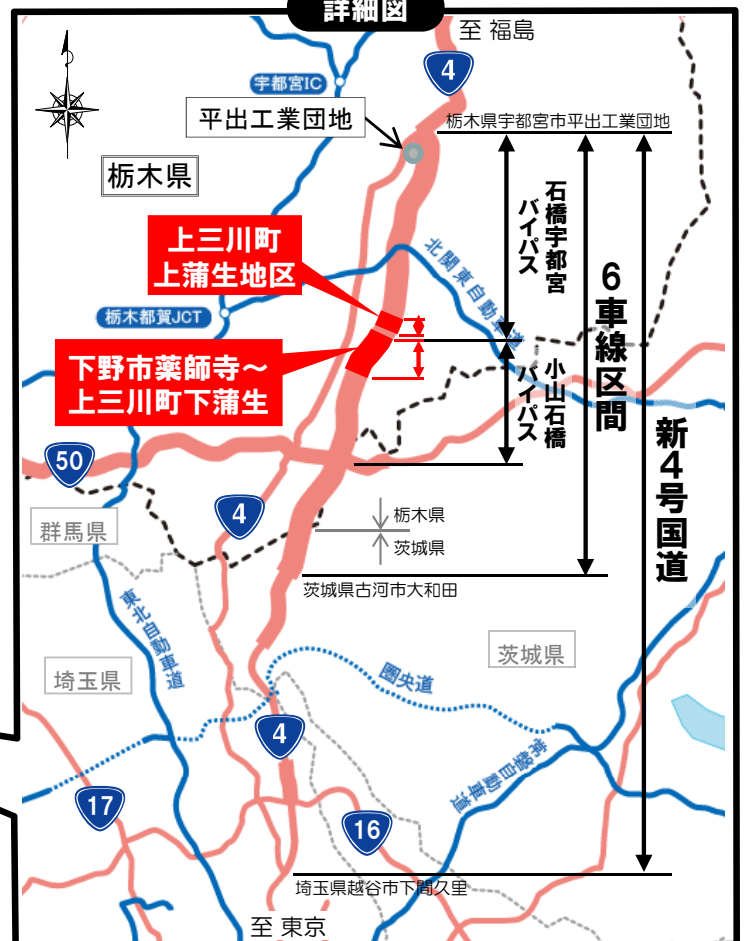 詳細図
至 福島
4
宇都宮IC
平出工業団地
栃木県宇都宮市平出工業団地
栃木県
石橋宇都宮
バイパス
上三川町
上蒲生地区
北関東自動車道
6車線区間
栃木都賀JCT
下野市薬師寺～
上三川町下蒲生
小山石橋
バイパス
新4号国道
50
4
群馬県
栃木県
茨城県
茨城県古河市大和田
東北自動車道
茨城県
埼玉県
圏央道
4
常磐自動車道
17
16
埼玉県越谷市下間久里
至 東京